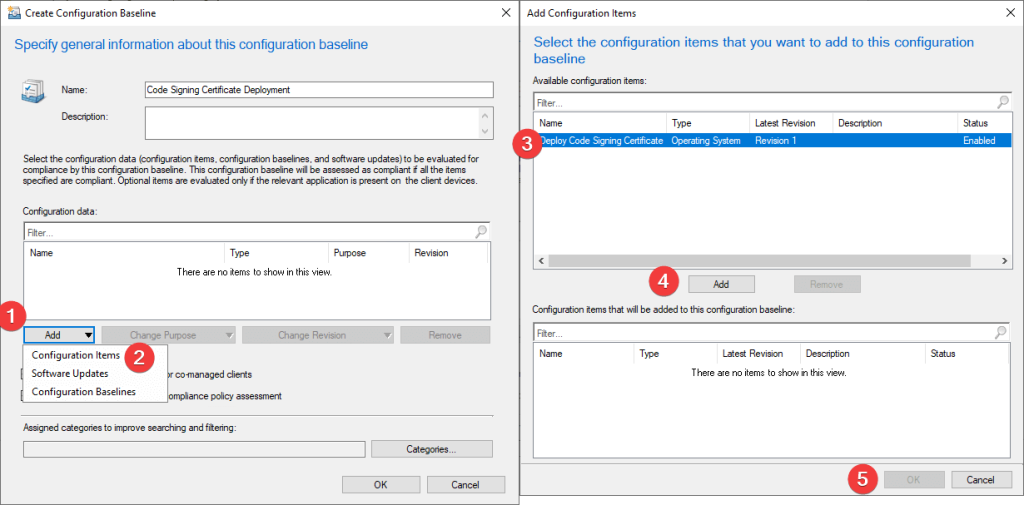 Create Configuration Baseline
Specify general information about this configuration baseline
Name:
Code Signing Certificate Deployment
Description:
Select the configuration data (configuration items, configuration baselines, and software updates) to be evaluated for
compliance by this configuration baseline. This configuration baseline will be assessed as compliant if all the items
specified are compliant. Optional items are evaluated only if the relevant application is present on the client devices.
Configuration data:
Filter...
Name Type Purpose Revision
There are no items to show in this view.
1
Add Change Purpose Change Revision Remove
Configuration Items 2
Software Updates
or co-managed clients
Configuration Baselines
ompliance policy assessment
Assigned categories to improve searching and filtering:
Categories...
OK Cancel
Add Configuration Items
Select the configuration items that you want to add to this configuration
baseline
Available configuration items:
Filter...
Name Type Latest Revision Description Status
3 Deploy Code Signing Certificate Operating System Revision 1 Enabled
4 Add Remove
Configuration items that will be added to this configuration baseline:
Filter...
Name Type Latest Revision Description Status
There are no items to show in this view.
5 OK Cancel